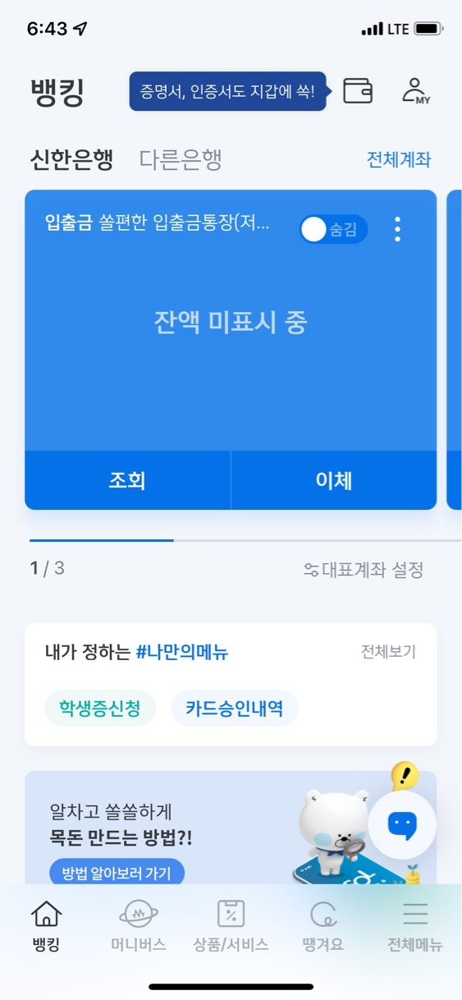 6:43
LTE
뱅킹
증명서, 인증서도 지갑에 쏙!
MY
신한은행 다른은행 전체계좌
입출금 쏠편한 입출금통장(저...
숨김
잔액 미표시 중
조회 이체
1 / 3
대표계좌 설정
내가 정하는 #나만의메뉴 전체보기
학생증신청 카드승인내역
알차고 쏠쏠하게
목돈 만드는 방법?!
방법 알아보러 가기
뱅킹 머니버스 상품/서비스 땡겨요 전체메뉴